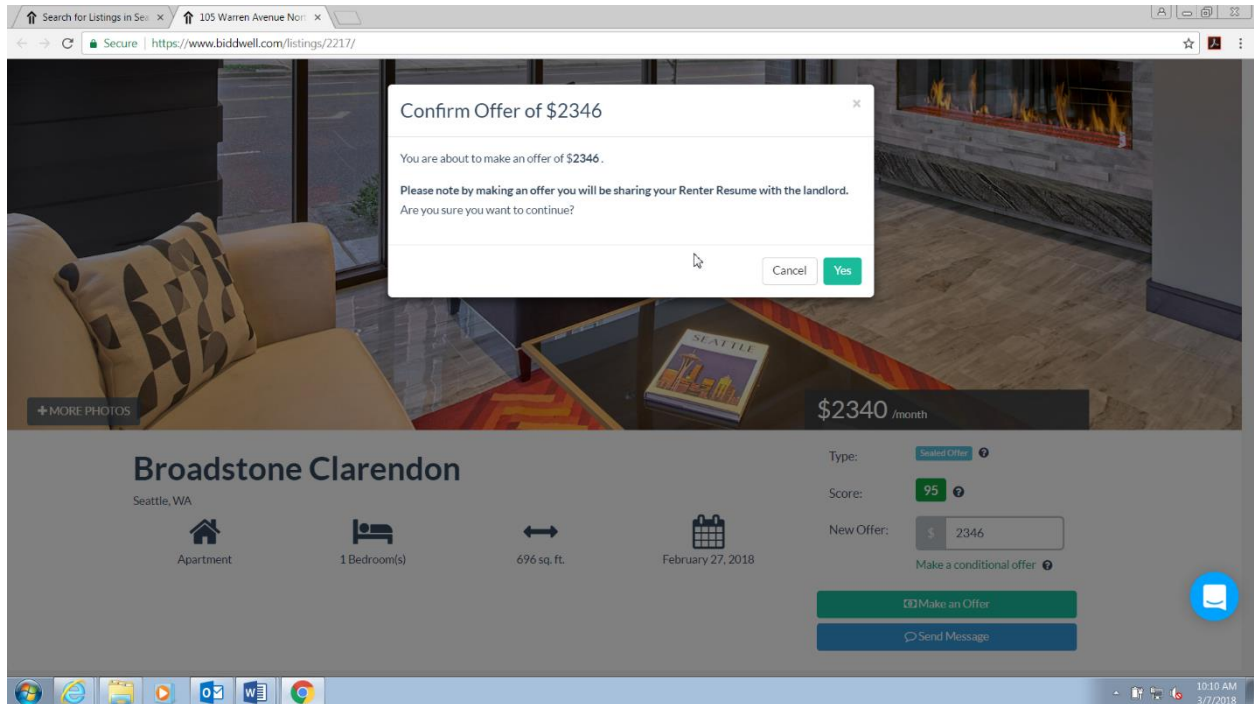 Search for Listings in Sea
105 Warren Avenue Nort
Secure | https://www.biddwell.com/listings/2217/
Confirm Offer of $2346
×
You are about to make an offer of $2346 .
Please note by making an offer you will be sharing your Renter Resume with the landlord.
Are you sure you want to continue?
Cancel Yes
SEATTLE
+MORE PHOTOS
$2340 /month
Broadstone Clarendon
Seattle, WA
Apartment 1 Bedroom(s) 696 sq. ft. February 27, 2018
Type: Sealed Offer ?
Score: 95 ?
New Offer: $ 2346
Make a conditional offer ?
Make an Offer
Send Message
10:10 AM
3/7/2018